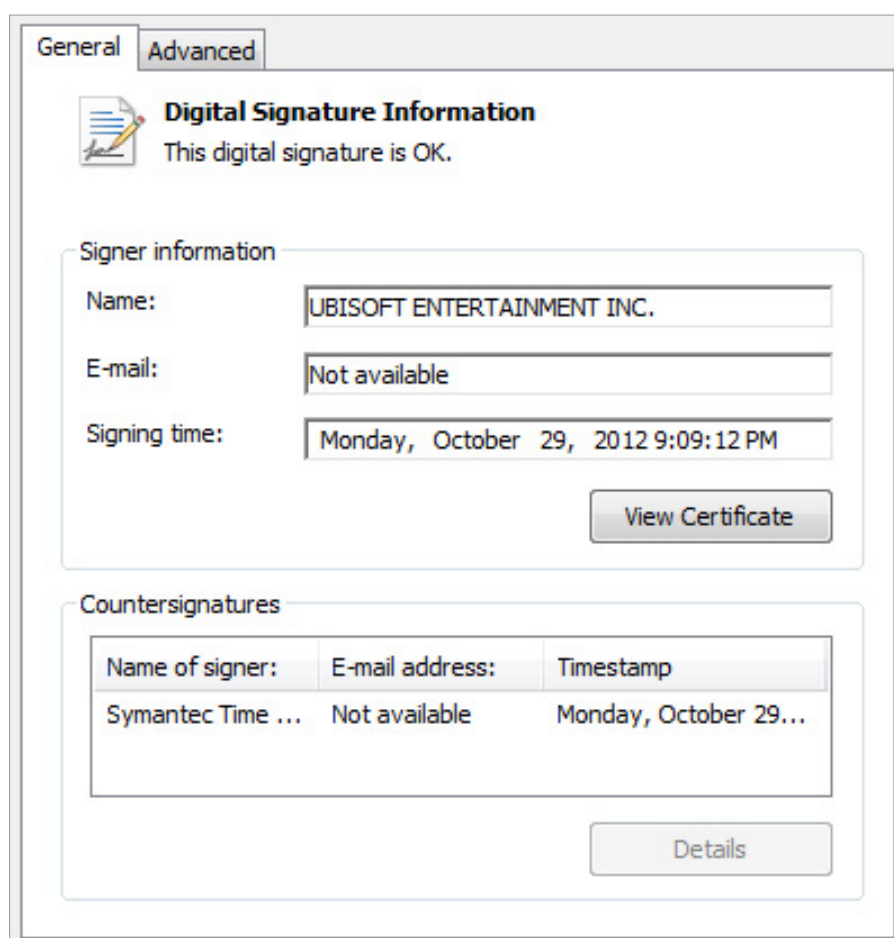 General Advanced
Digital Signature Information
This digital signature is OK.
Signer information
Name: UBISOFT ENTERTAINMENT INC.
E-mail: Not available
Signing time: Monday, October 29, 2012 9:09:12 PM
View Certificate
Countersignatures
Name of signer: E-mail address: Timestamp
Symantec Time ... Not available Monday, October 29...
Details